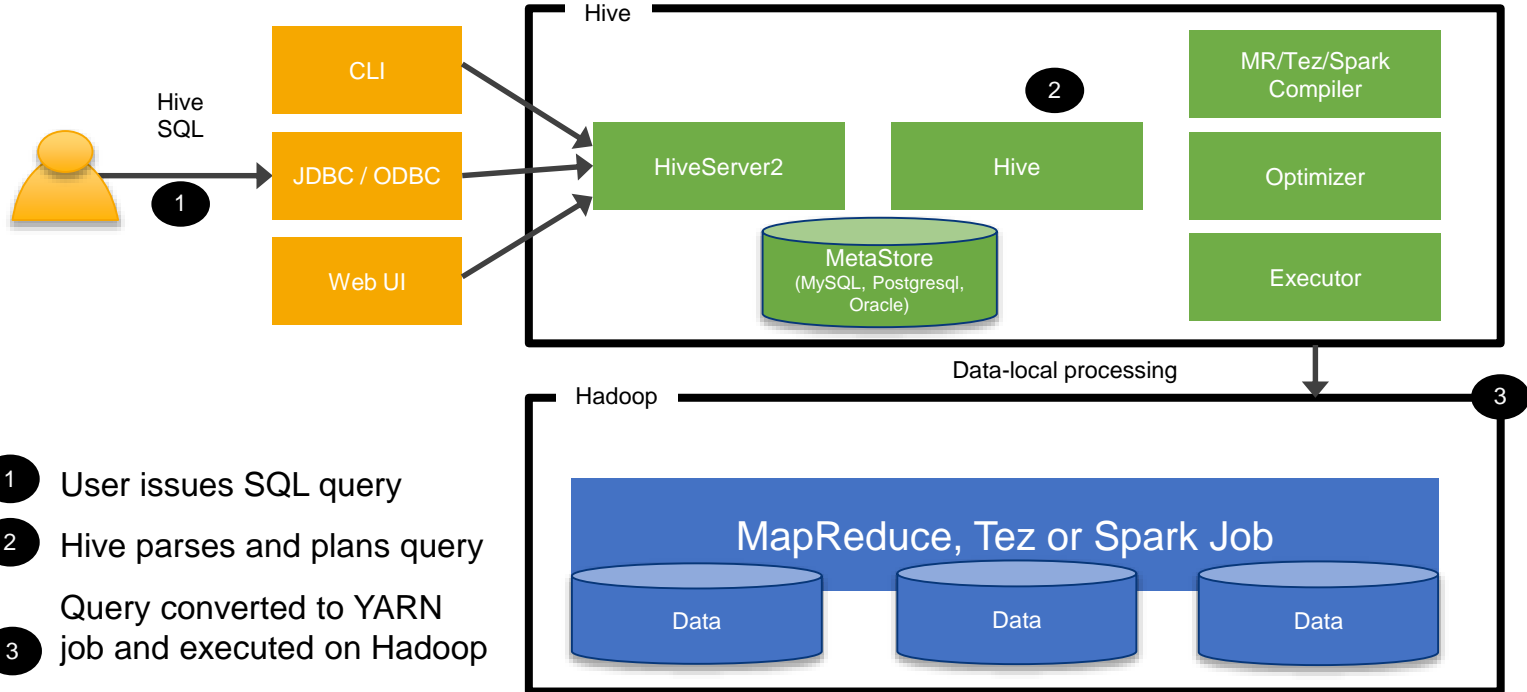 Hive
CLI
MR/Tez/Spark
Compiler
2
Hive
SQL
HiveServer2
Hive
JDBC / ODBC
Optimizer
1
MetaStore
(MySQL, Postgresql,
Oracle)
Web UI
Executor
Data-local processing
Hadoop
3
1
User issues SQL query
2
Hive parses and plans query
Query converted to YARN
3
job and executed on Hadoop
MapReduce, Tez or Spark Job
Data
Data
Data